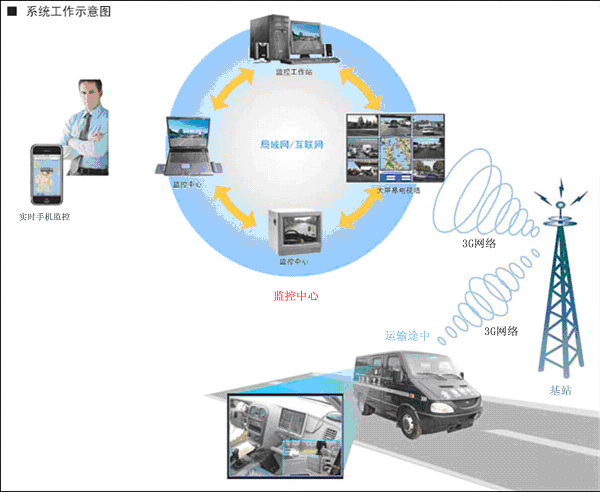 ■ 系统工作示意图
监控工作站
局域网/互联网
监控中心
大屏幕电视墙
实时手机监控
监控中心
3G网络
监控中心
运输途中
3G网络
基站